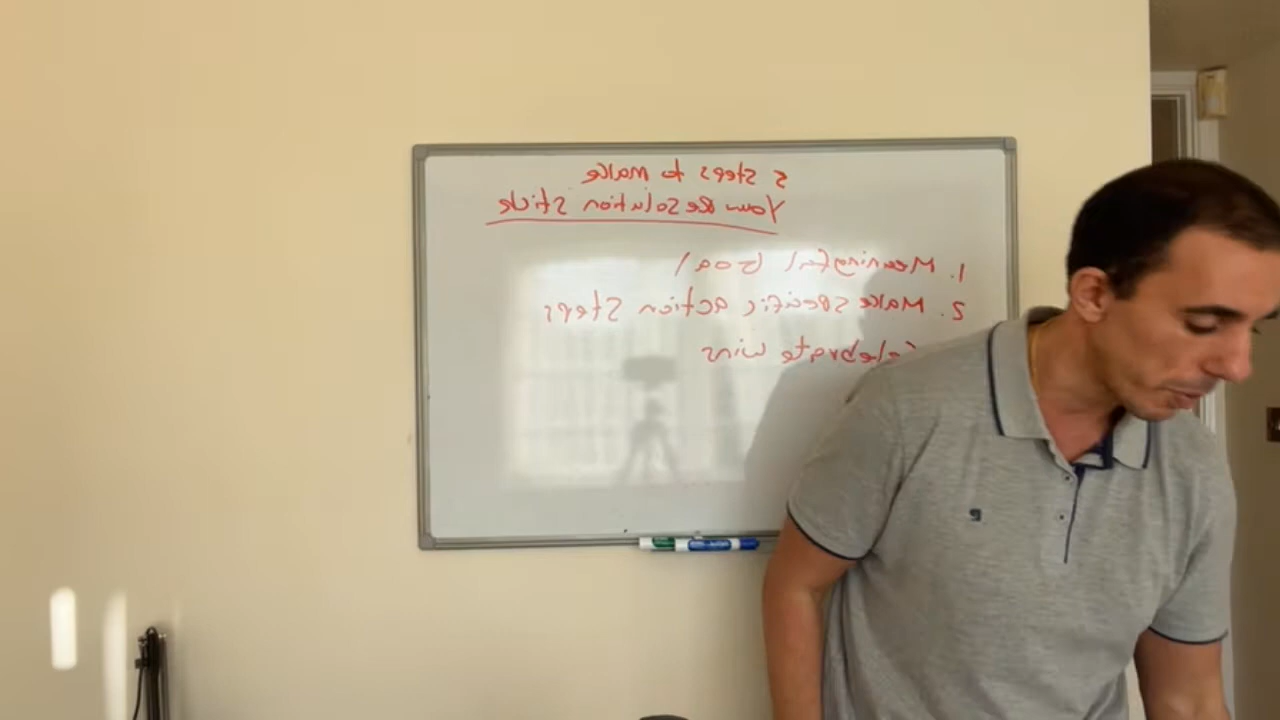 5 Steps to make
Your Resolution Stick
1. Meaningful Goal
2. Make specific action Steps
Celebrate wins